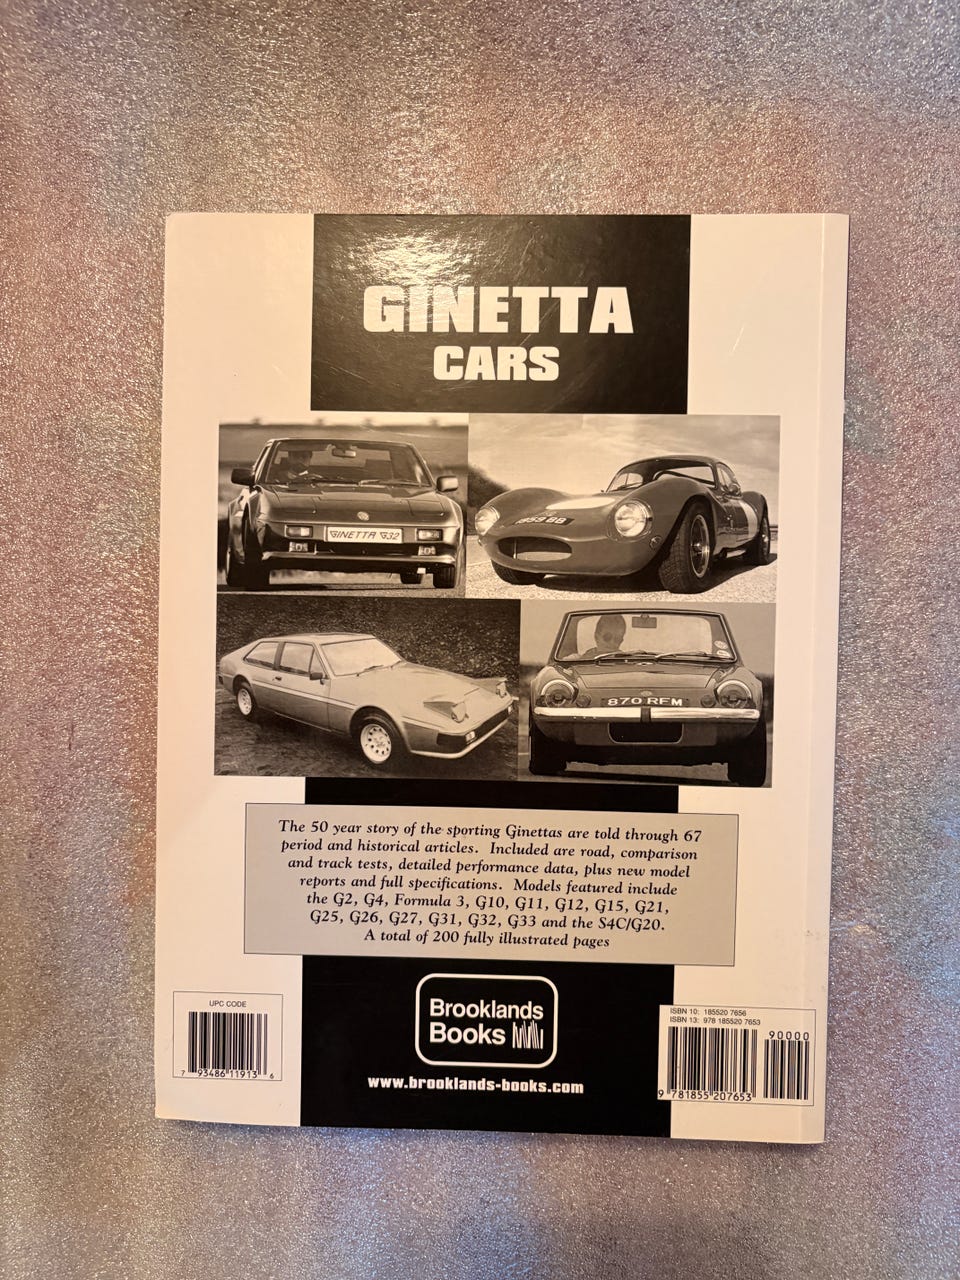 GINETTA
CARS
GINETTA G32
870 RFM
The 50 year story of the sporting Ginettas are told through 67
period and historical articles. Included are road, comparison
and track tests, detailed performance data, plus new model
reports and full specifications. Models featured include
the G2, G4, Formula 3, G10, G11, G12, G15, G21,
G25, G26, G27, G31, G32, G33 and the S4C/G20.
A total of 200 fully illustrated pages
Brooklands
Books
www.brooklands-books.com
UPC CODE
7 93486 11913 6
ISBN 10: 185520 7656
ISBN 13: 978 185520 7653
90000
9 781855 207653